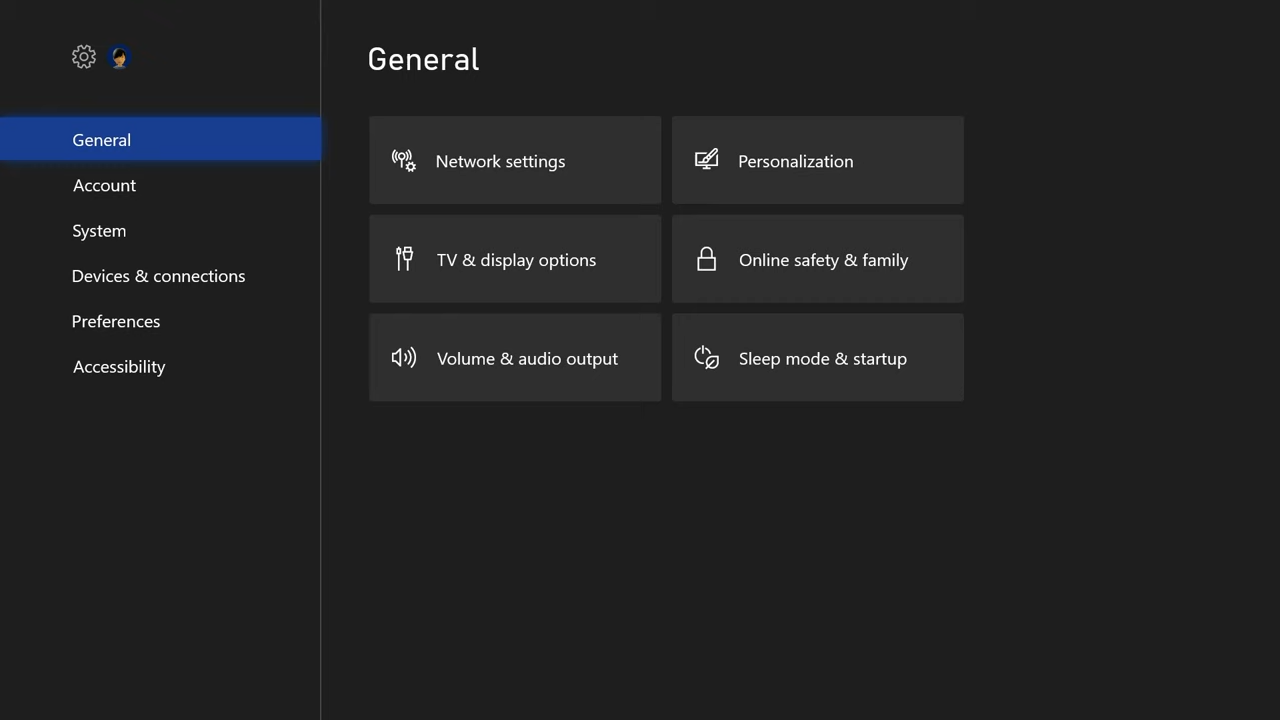 General
General
Account
System
Devices & connections
Preferences
Accessibility
Network settings
Personalization
TV & display options
Online safety & family
Volume & audio output
Sleep mode & startup